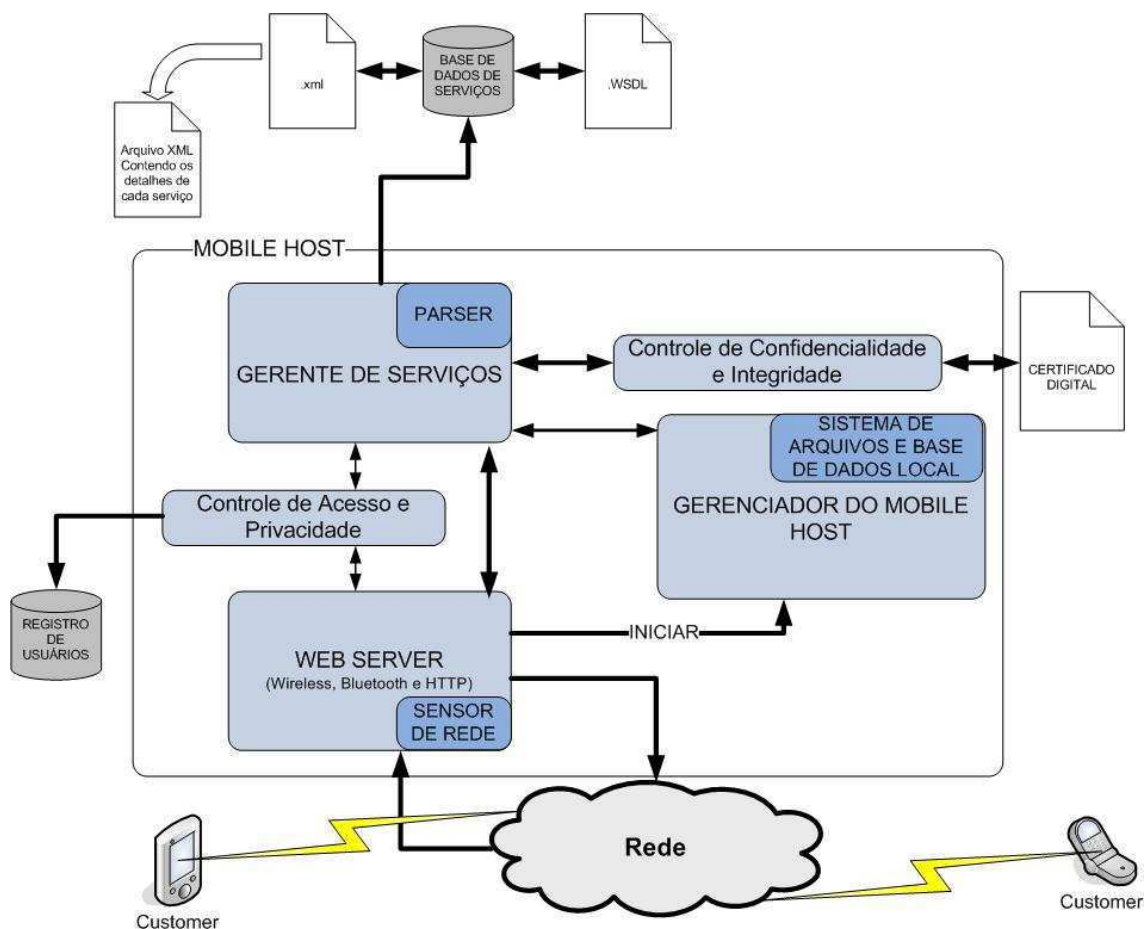 BASE DE
DADOS DE
SERVIÇOS
.xml
.WSDL
Arquivo XML
Contendo os
detalhes de
cada serviço
MOBILE HOST
PARSER
GERENTE DE SERVIÇOS
Controle de Confidencialidade
e Integridade
CERTIFICADO
DIGITAL
SISTEMA DE
ARQUIVOS E BASE
DE DADOS LOCAL
GERENCIADOR DO MOBILE
HOST
Controle de Acesso e
Privacidade
REGISTRO
DE
USUÁRIOS
INICIAR
WEB SERVER
(Wireless, Bluetooth e HTTP)
SENSOR
DE REDE
Rede
Customer
Customer